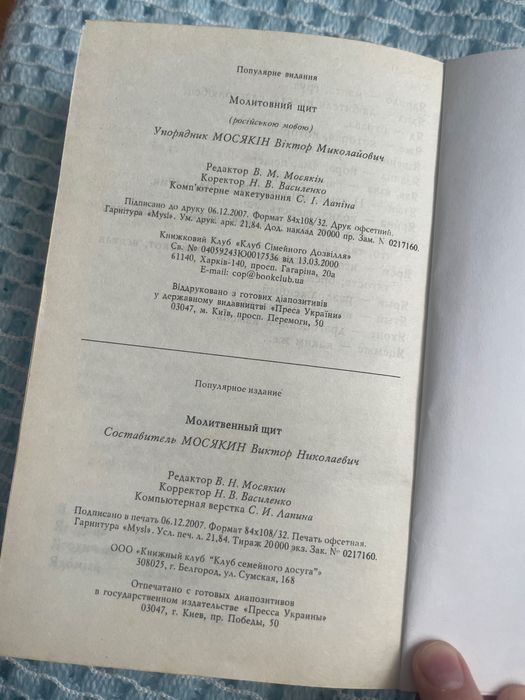 Популярне видання
Молитовний щит
(російською мовою)
Упорядник МОСЯКІН Віктор Миколайович
Редактор В. М. Мосякін
Коректор Н. В. Василенко
Комп'ютерне макетування С. І. Лапіна
Підписано до друку 06.12.2007. Формат 84х108/32. Друк офсетний.
Гарнітура «Mysl». Ум. друк. арк. 21,84. Дод. наклад 20000 пр. Зам. № 0217160.
Книжковий Клуб «Клуб Сімейного Дозвілля»
Св. № 04059243Ю0017536 від 13.03.2000
61140, Харків-140, просп. Гагаріна, 20а
E-mail: cop@bookclub.ua
Віддруковано з готових діапозитивів
у державному видавництві «Преса України»
03047, м. Київ, просп. Перемоги, 50
Популярное издание
Молитвенный щит
Составитель МОСЯКИН Виктор Николаевич
Редактор В. Н. Мосякин
Корректор Н. В. Василенко
Компьютерная верстка С. И. Лапина
Подписано в печать 06.12.2007. Формат 84х108/32. Печать офсетная.
Гарнитура «Mysl». Усл. печ. л. 21,84. Тираж 20000 экз. Зак. № 0217160.
ООО «Книжный клуб "Клуб семейного досуга"»
308025, г. Белгород, ул. Сумская, 168
Отпечатано с готовых диапозитивов
в государственном издательстве «Пресса Украины»
03047, г. Киев, пр. Победы, 50